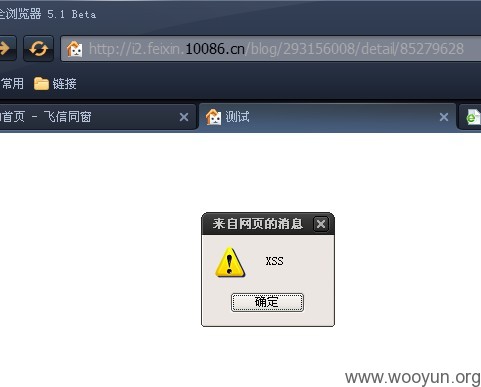 全浏览器 5.1 Beta
http://i2.feixin.10086.cn/blog/293156008/detail/85279628
常用 链接
首页 - 飞信同窗 测试
来自网页的消息
XSS
确定
www.wooyun.org